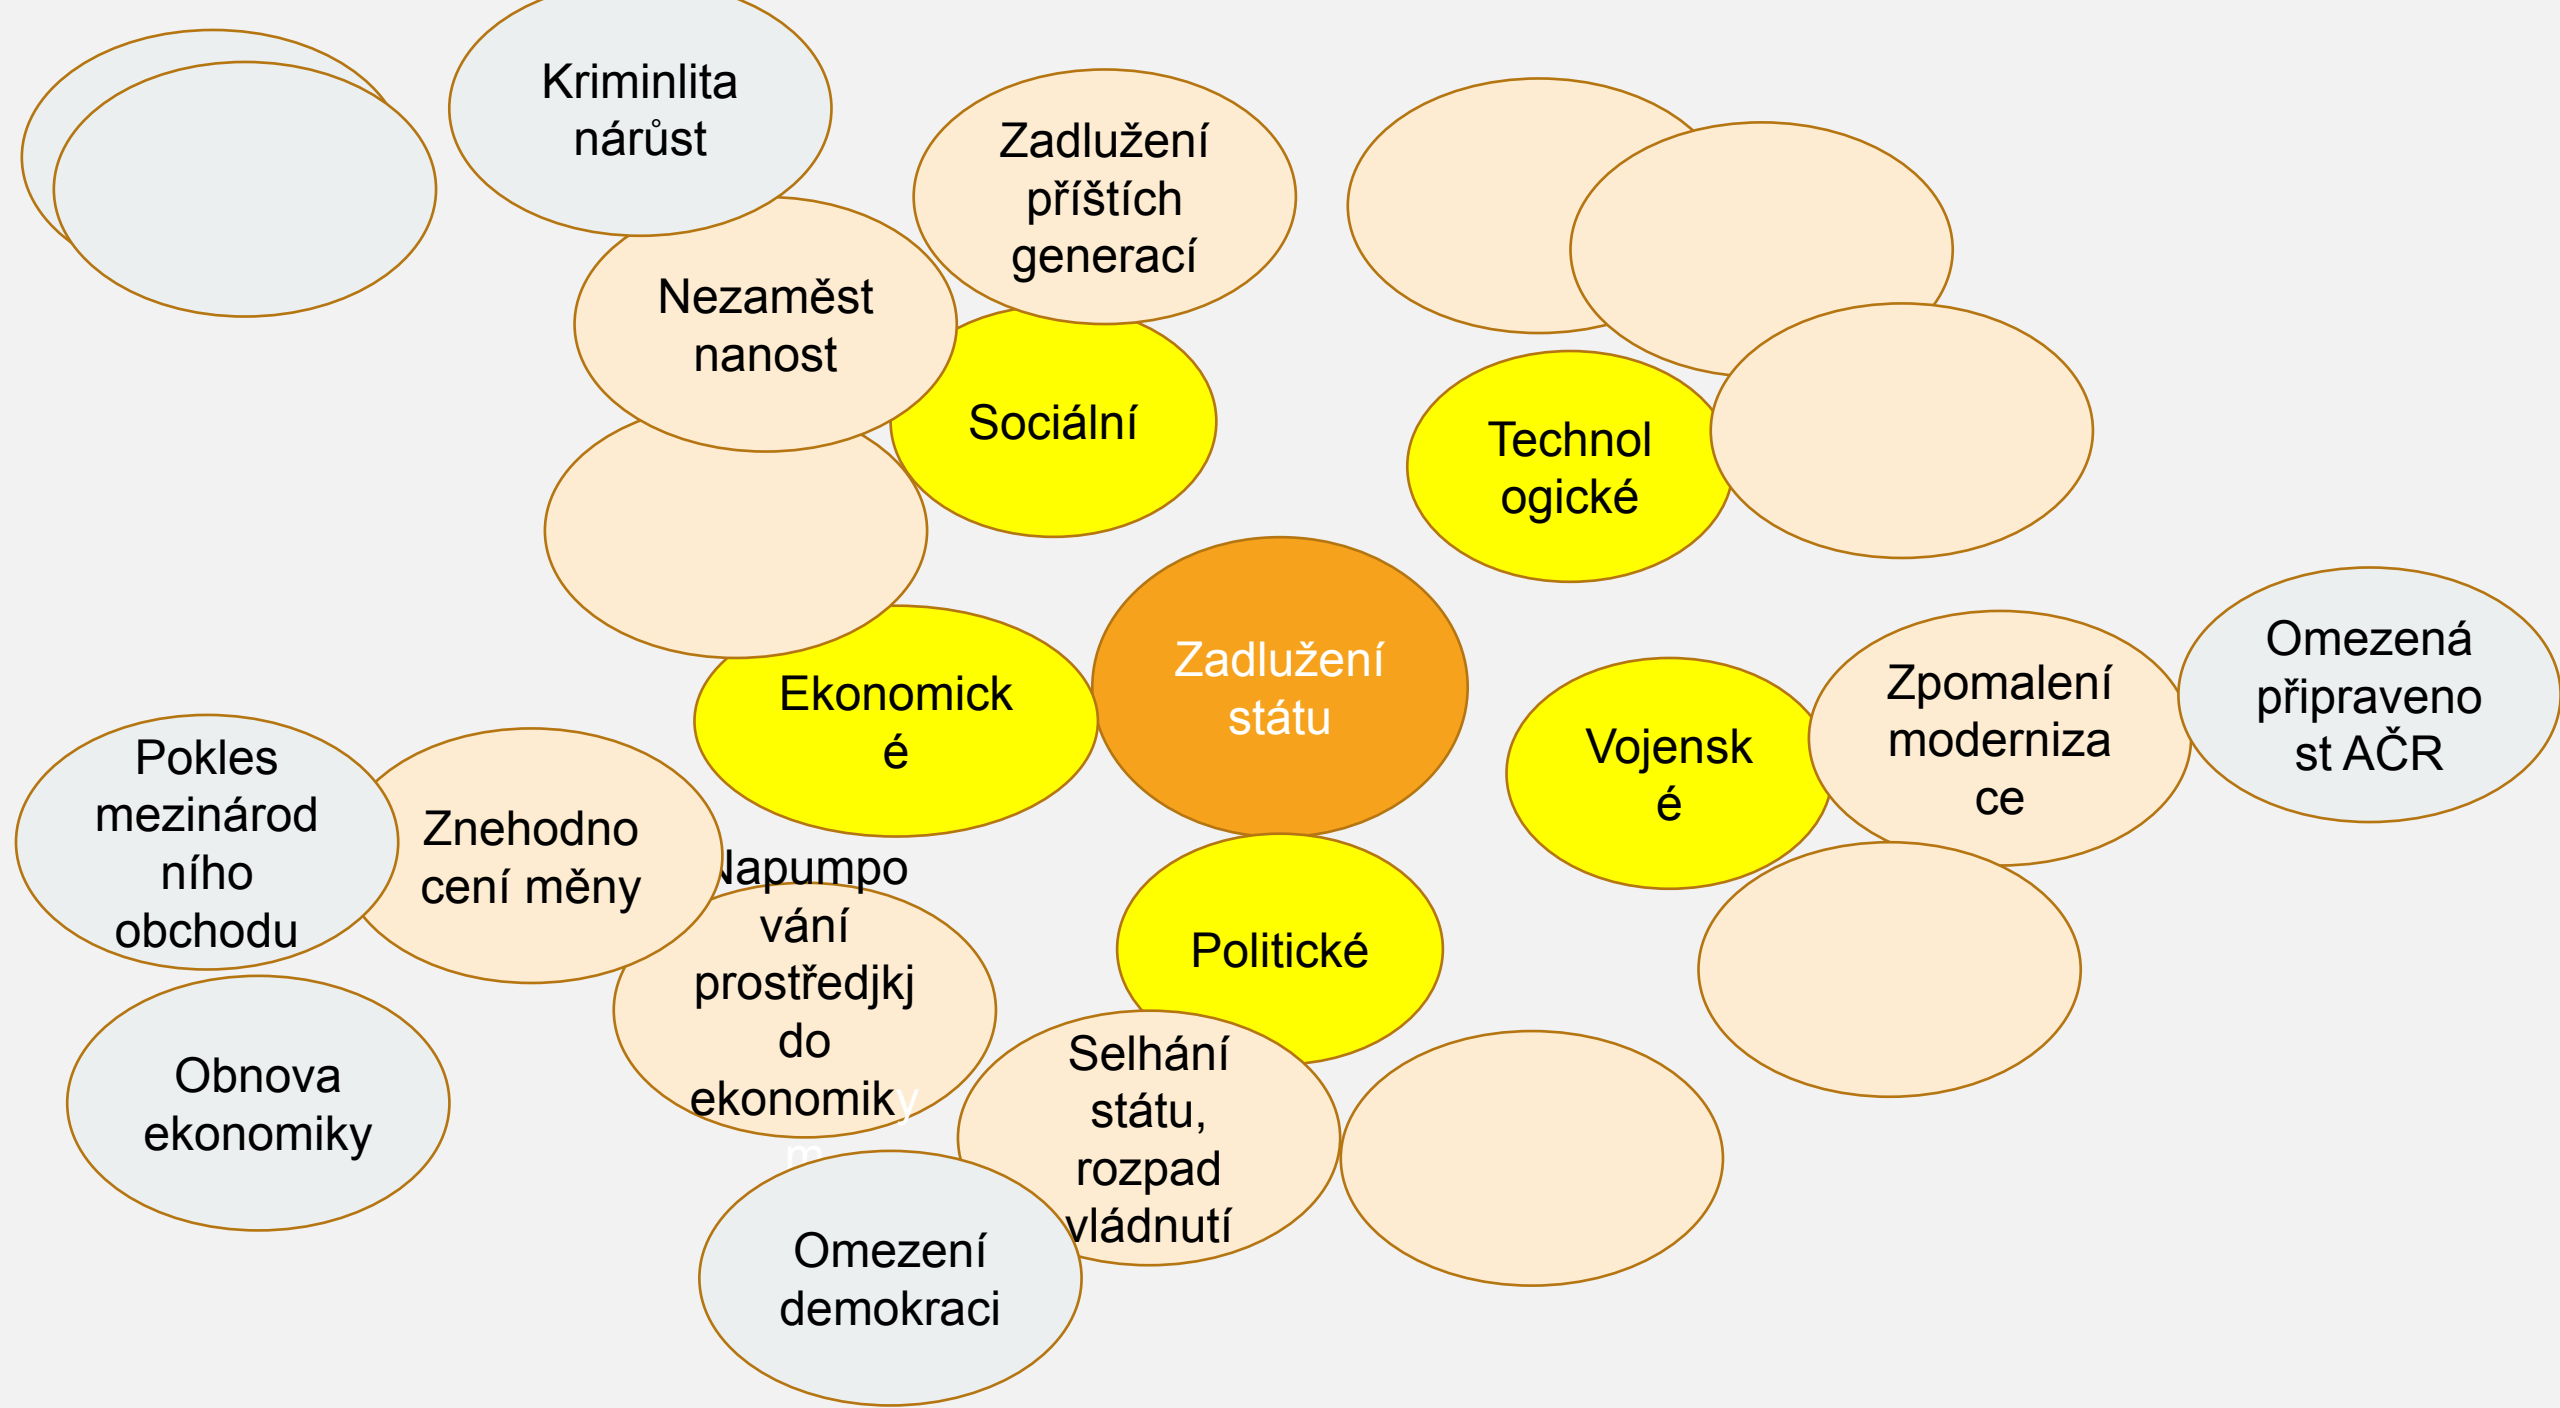 Kriminlita
nárůst
Zadlužení
příštích
generací
Nezaměst
nanost
Sociální
Technol
ogické
Zadlužení
státu
Ekonomick
é
Vojensk
é
Zpomalení
moderniza
ce
Omezená
připraveno
st AČR
Pokles
mezinárod
ního
obchodu
Znehodno
cení měny
Napumpo
vání
prostředjkj
do
ekonomiky
m
Politické
Selhání
státu,
rozpad
vládnutí
Obnova
ekonomiky
Omezení
demokraci